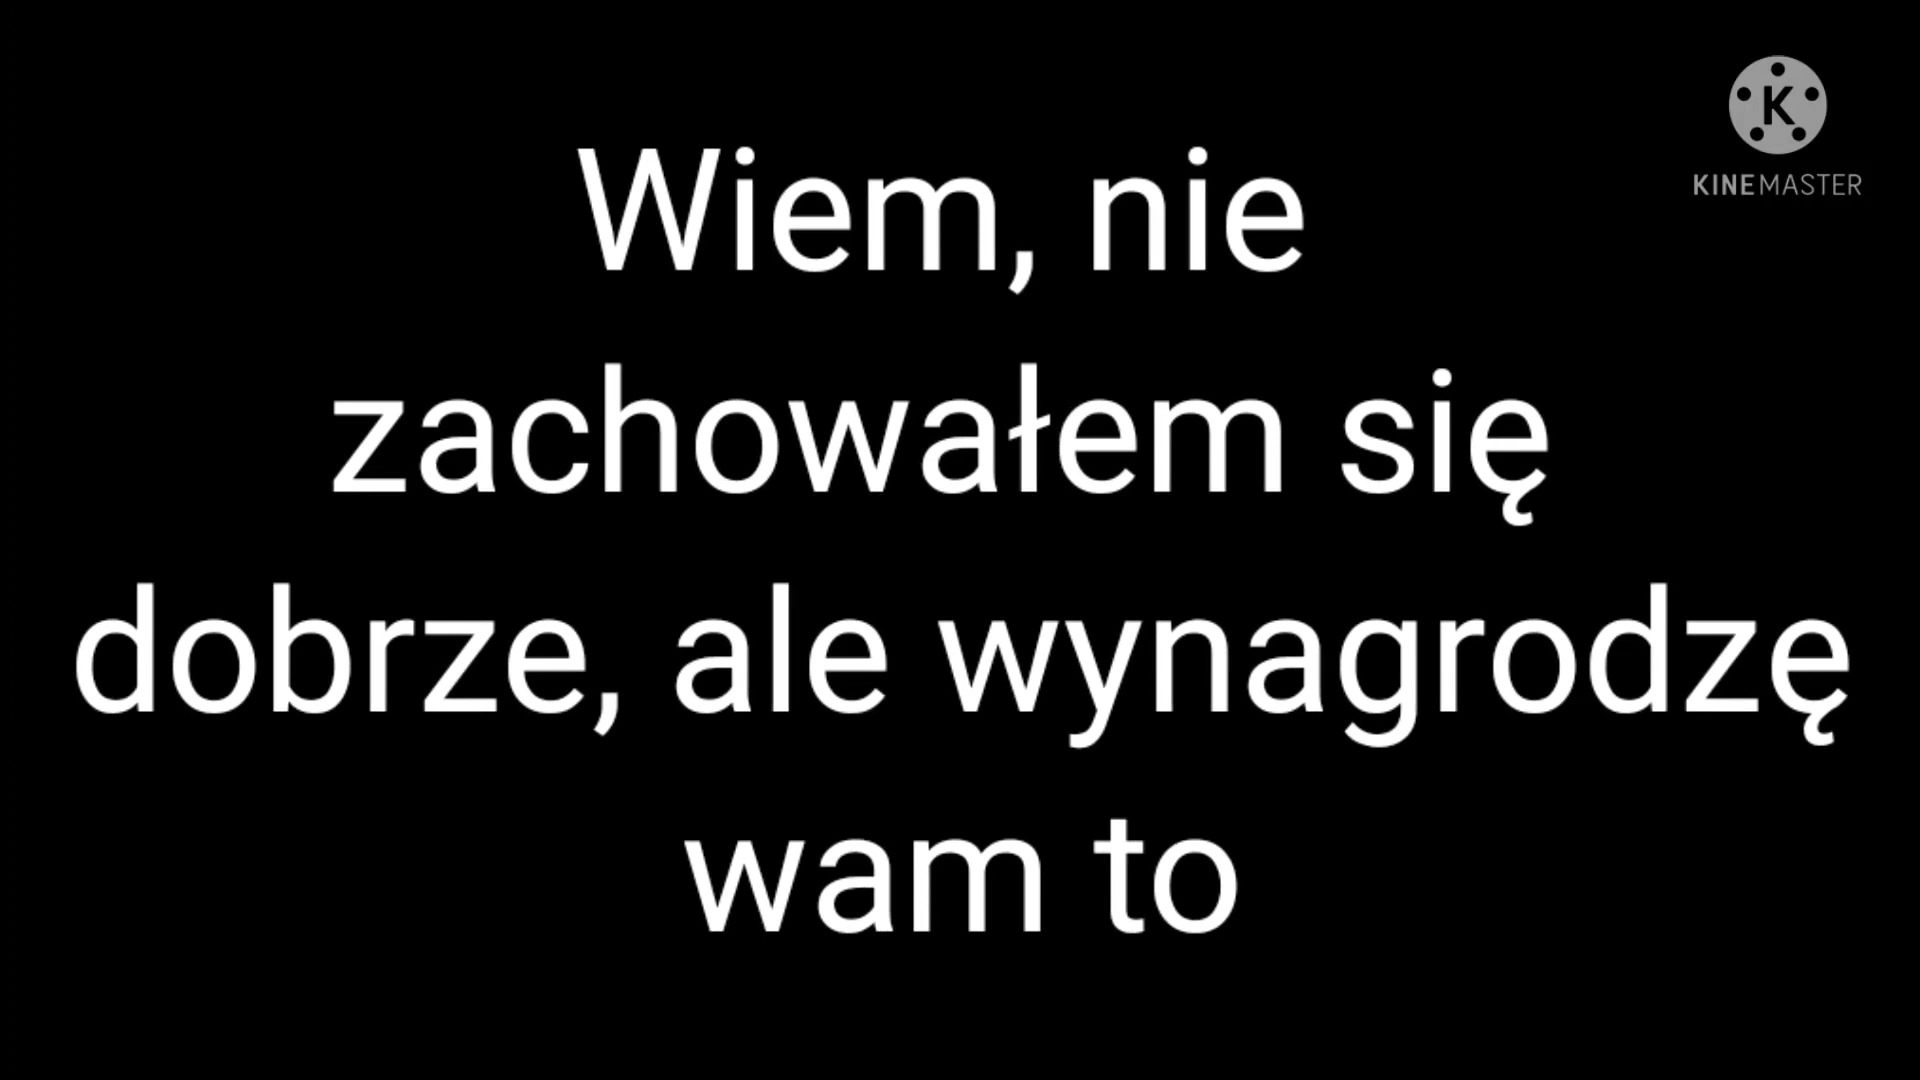 K
KINEMASTER
Wiem, nie
zachowałem się
dobrze, ale wynagrodzę
wam to